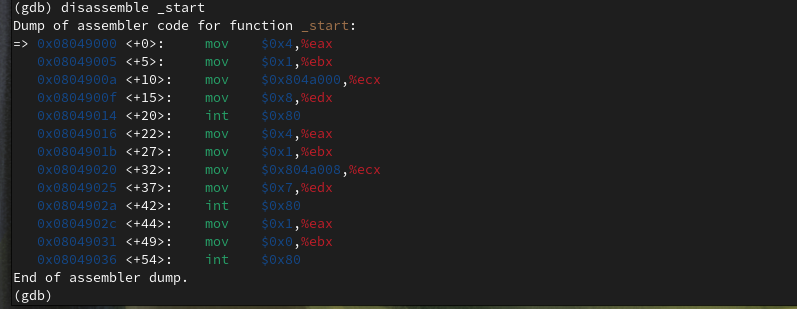 (gdb) disassemble _start
Dump of assembler code for function _start:
=> 0x08049000 <+0>:     mov    $0x4,%eax
   0x08049005 <+5>:     mov    $0x1,%ebx
   0x0804900a <+10>:    mov    $0x804a000,%ecx
   0x0804900f <+15>:    mov    $0x8,%edx
   0x08049014 <+20>:    int    $0x80
   0x08049016 <+22>:    mov    $0x4,%eax
   0x0804901b <+27>:    mov    $0x1,%ebx
   0x08049020 <+32>:    mov    $0x804a008,%ecx
   0x08049025 <+37>:    mov    $0x7,%edx
   0x0804902a <+42>:    int    $0x80
   0x0804902c <+44>:    mov    $0x1,%eax
   0x08049031 <+49>:    mov    $0x0,%ebx
   0x08049036 <+54>:    int    $0x80
End of assembler dump.
(gdb)